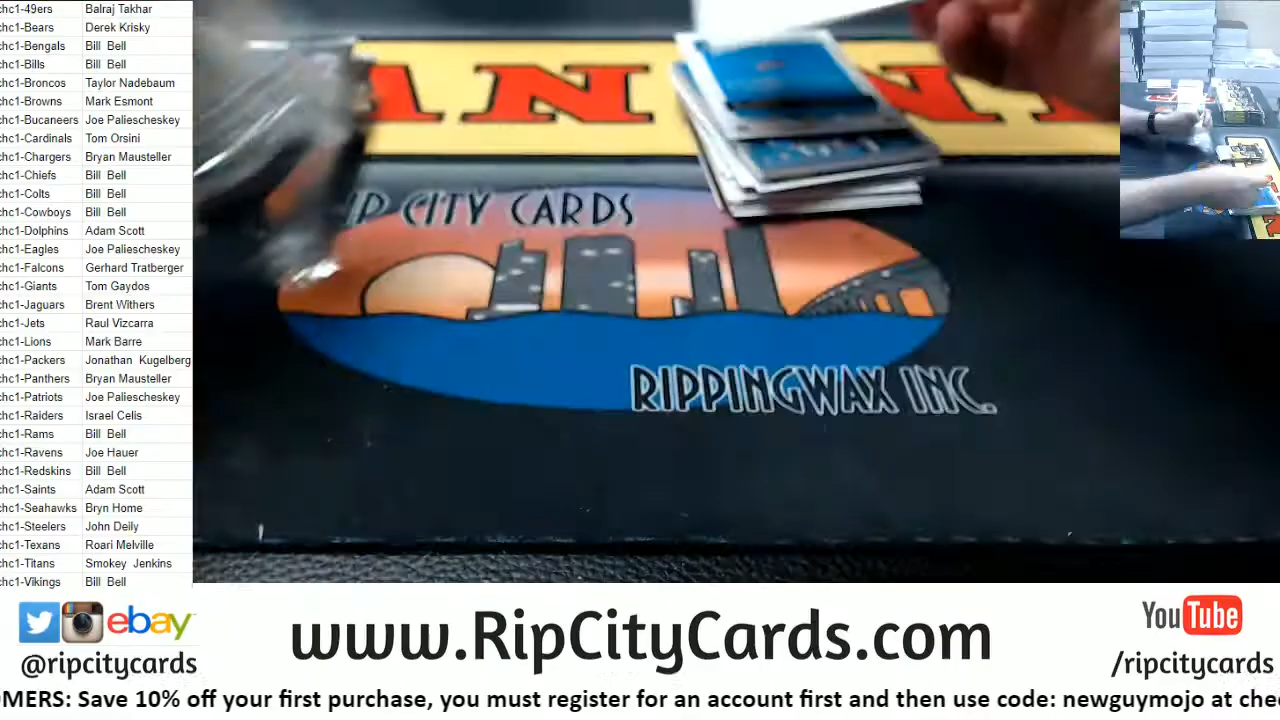 chc1-49ers Balraj Takhar
chc1-Bears Derek Krisky
chc1-Bengals Bill Bell
chc1-Bills Bill Bell
chc1-Broncos Taylor Nadebaum
chc1-Browns Mark Esmont
chc1-Bucaneers Joe Paliescheskey
chc1-Cardinals Tom Orsini
chc1-Chargers Bryan Mausteller
chc1-Chiefs Bill Bell
chc1-Colts Bill Bell
chc1-Cowboys Bill Bell
chc1-Dolphins Adam Scott
chc1-Eagles Joe Paliescheskey
chc1-Falcons Gerhard Tratberger
chc1-Giants Tom Gaydos
chc1-Jaguars Brent Withers
chc1-Jets Raul Vizcarra
chc1-Lions Mark Barre
chc1-Packers Jonathan Kugelberg
chc1-Panthers Bryan Mausteller
chc1-Patriots Joe Paliescheskey
chc1-Raiders Israel Celis
chc1-Rams Bill Bell
chc1-Ravens Joe Hauer
chc1-Redskins Bill Bell
chc1-Saints Adam Scott
chc1-Seahawks Bryn Home
chc1-Steelers John Deily
chc1-Texans Roari Melville
chc1-Titans Smokey Jenkins
chc1-Vikings Bill Bell
IP CITY CARDS
RIPPINGWAX INC.
ebay
@ripcitycards
www.RipCityCards.com
YouTube
/ripcitycards
OMERS: Save 10% off your first purchase, you must register for an account first and then use code: newguymojo at che